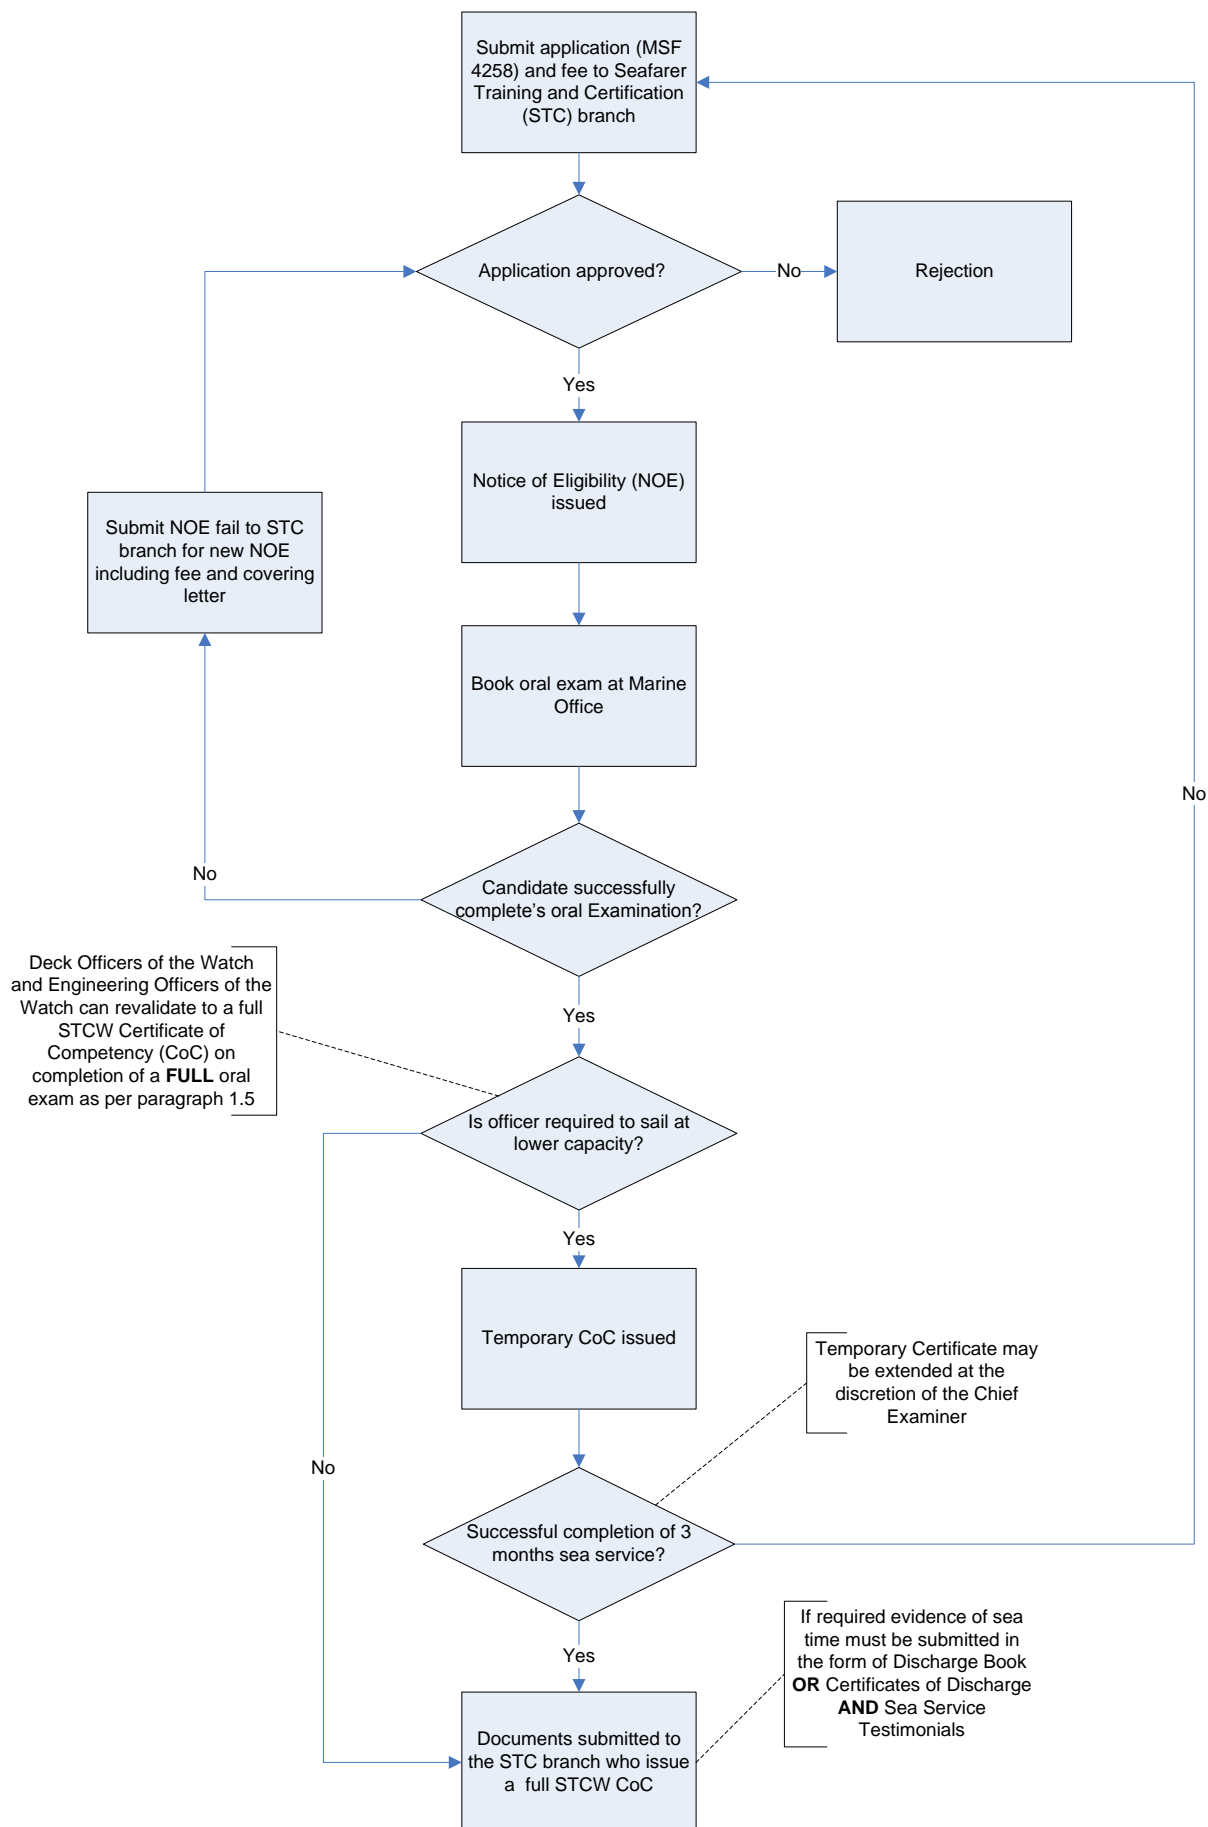 Submit application (MSF
4258) and fee to Seafarer
Training and Certification
(STC) branch
Application approved?
No
Rejection
Yes
Notice of Eligibility (NOE)
issued
Submit NOE fail to STC
branch for new NOE
including fee and covering
letter
Book oral exam at Marine
Office
No
No
Candidate successfully
complete’s oral Examination?
Deck Officers of the Watch
and Engineering Officers of the
Watch can revalidate to a full
STCW Certificate of
Competency (CoC) on
completion of a FULL oral
exam as per paragraph 1.5
Yes
Is officer required to sail at
lower capacity?
Yes
Temporary CoC issued
Temporary Certificate may
be extended at the
discretion of the Chief
Examiner
No
Successful completion of 3
months sea service?
Yes
If required evidence of sea
time must be submitted in
the form of Discharge Book
OR Certificates of Discharge
AND Sea Service
Testimonials
Documents submitted to
the STC branch who issue
a full STCW CoC